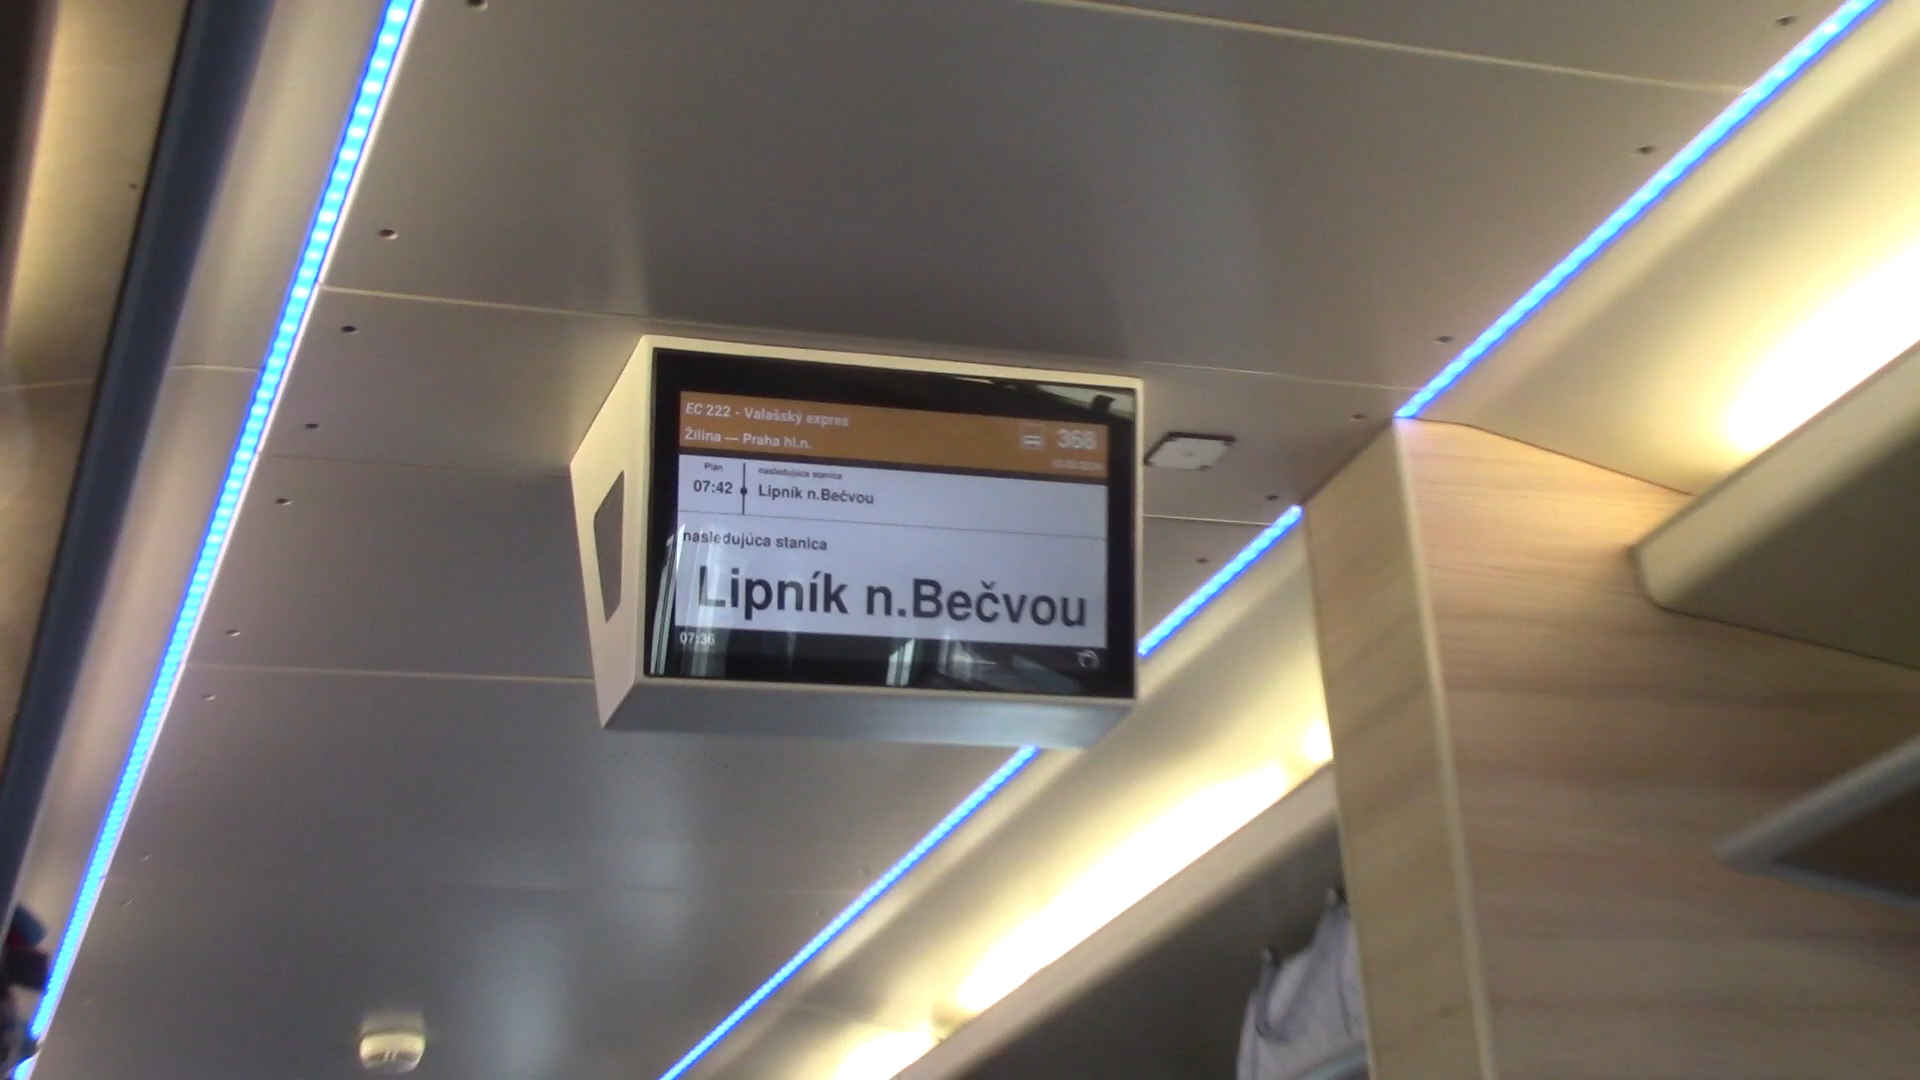 EC 222 - Valašský expres
Žilina — Praha hl.n.
368
Plán
07:42
nasledujúca stanica
Lipník n.Bečvou
nasledujúca stanica
Lipník n.Bečvou
07:36